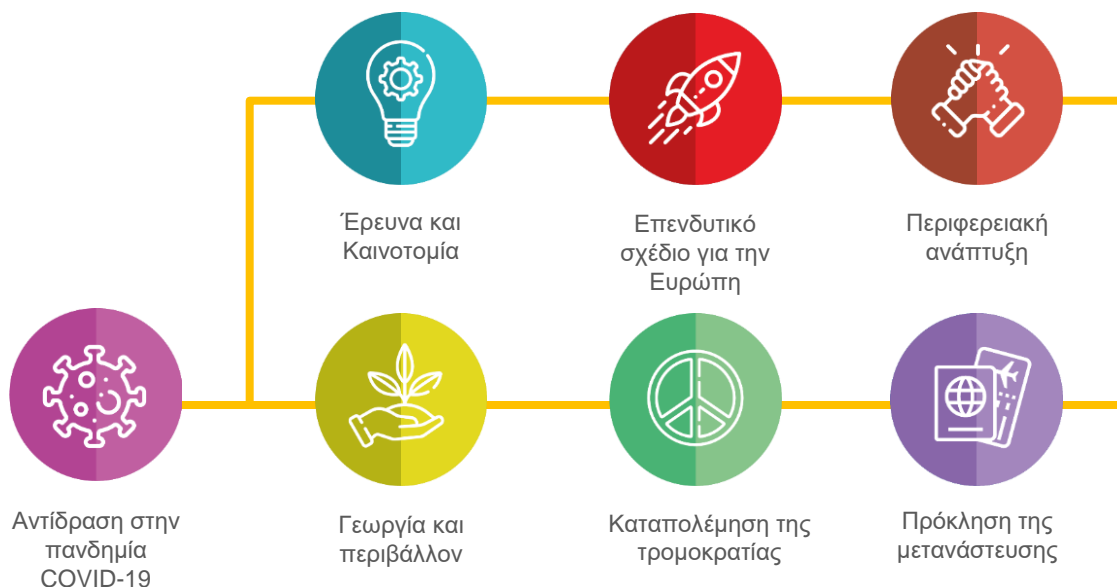 Έρευνα και
Καινοτομία
Επενδυτικό
σχέδιο για την
Ευρώπη
Περιφερειακή
ανάπτυξη
Αντίδραση στην
πανδημία
COVID-19
Γεωργία και
περιβάλλον
Καταπολέμηση της
τρομοκρατίας
Πρόκληση της
μετανάστευσης